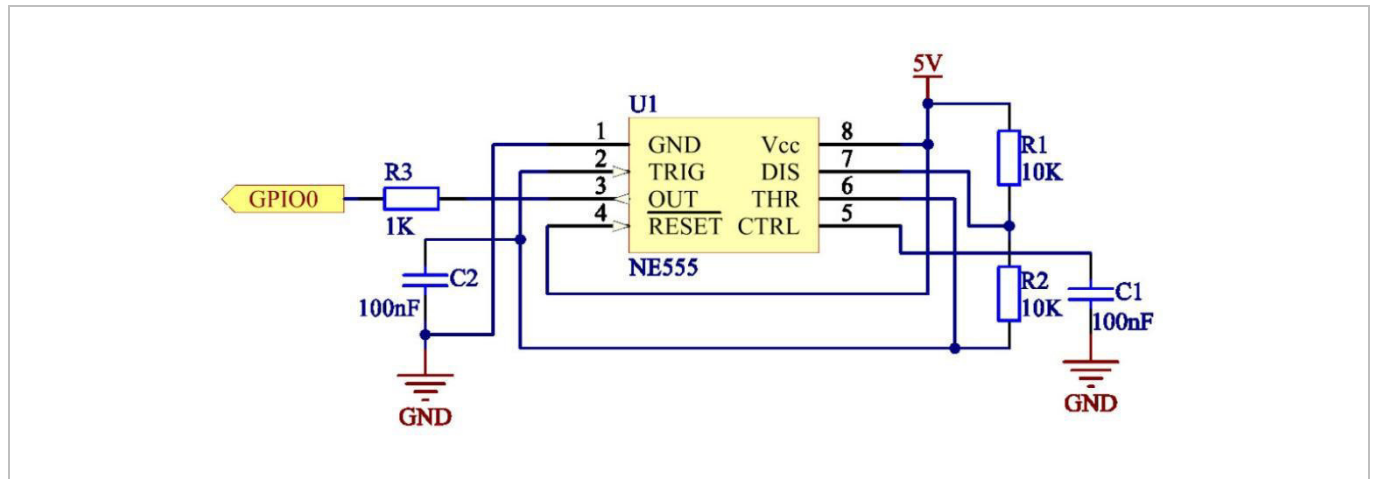 5V
U1
1 GND Vcc 8
2 TRIG DIS 7
3 OUT THR 6
4 RESET CTRL 5
NE555
GPIO0
R3
1K
C2
100nF
GND
R1
10K
R2
10K
C1
100nF
GND